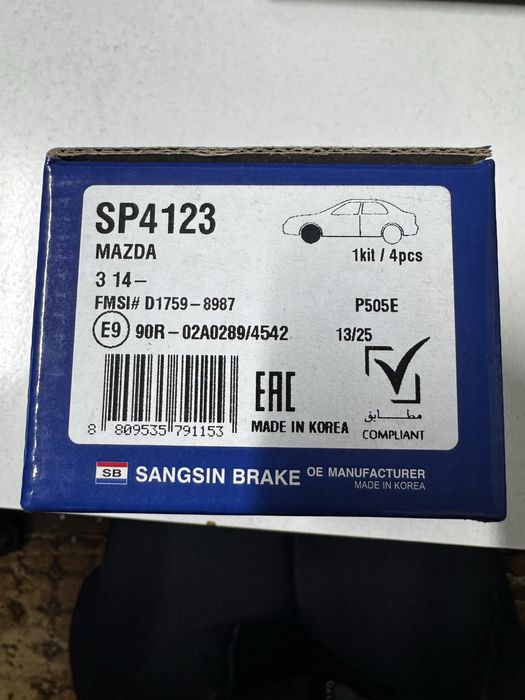 SP4123
MAZDA
1kit / 4pcs
3 14-
FMSI# D1759-8987 P505E
E9 90R-02A0289/4542 13/25
EAC
مطابق
8 809535 791153 MADE IN KOREA COMPLIANT
SB SANGSIN BRAKE OE MANUFACTURER
MADE IN KOREA